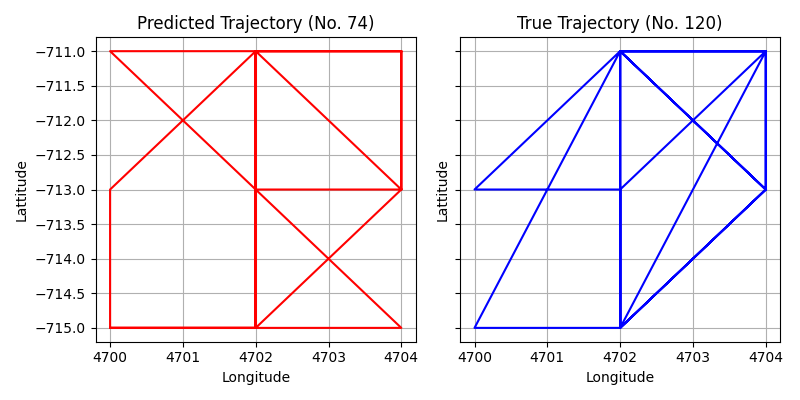 Predicted Trajectory (No. 74)
True Trajectory (No. 120)
Lattitude
−711.0
−711.5
−712.0
−712.5
−713.0
−713.5
−714.0
−714.5
−715.0
4700 4701 4702 4703 4704
Longitude
Lattitude
4700 4701 4702 4703 4704
Longitude